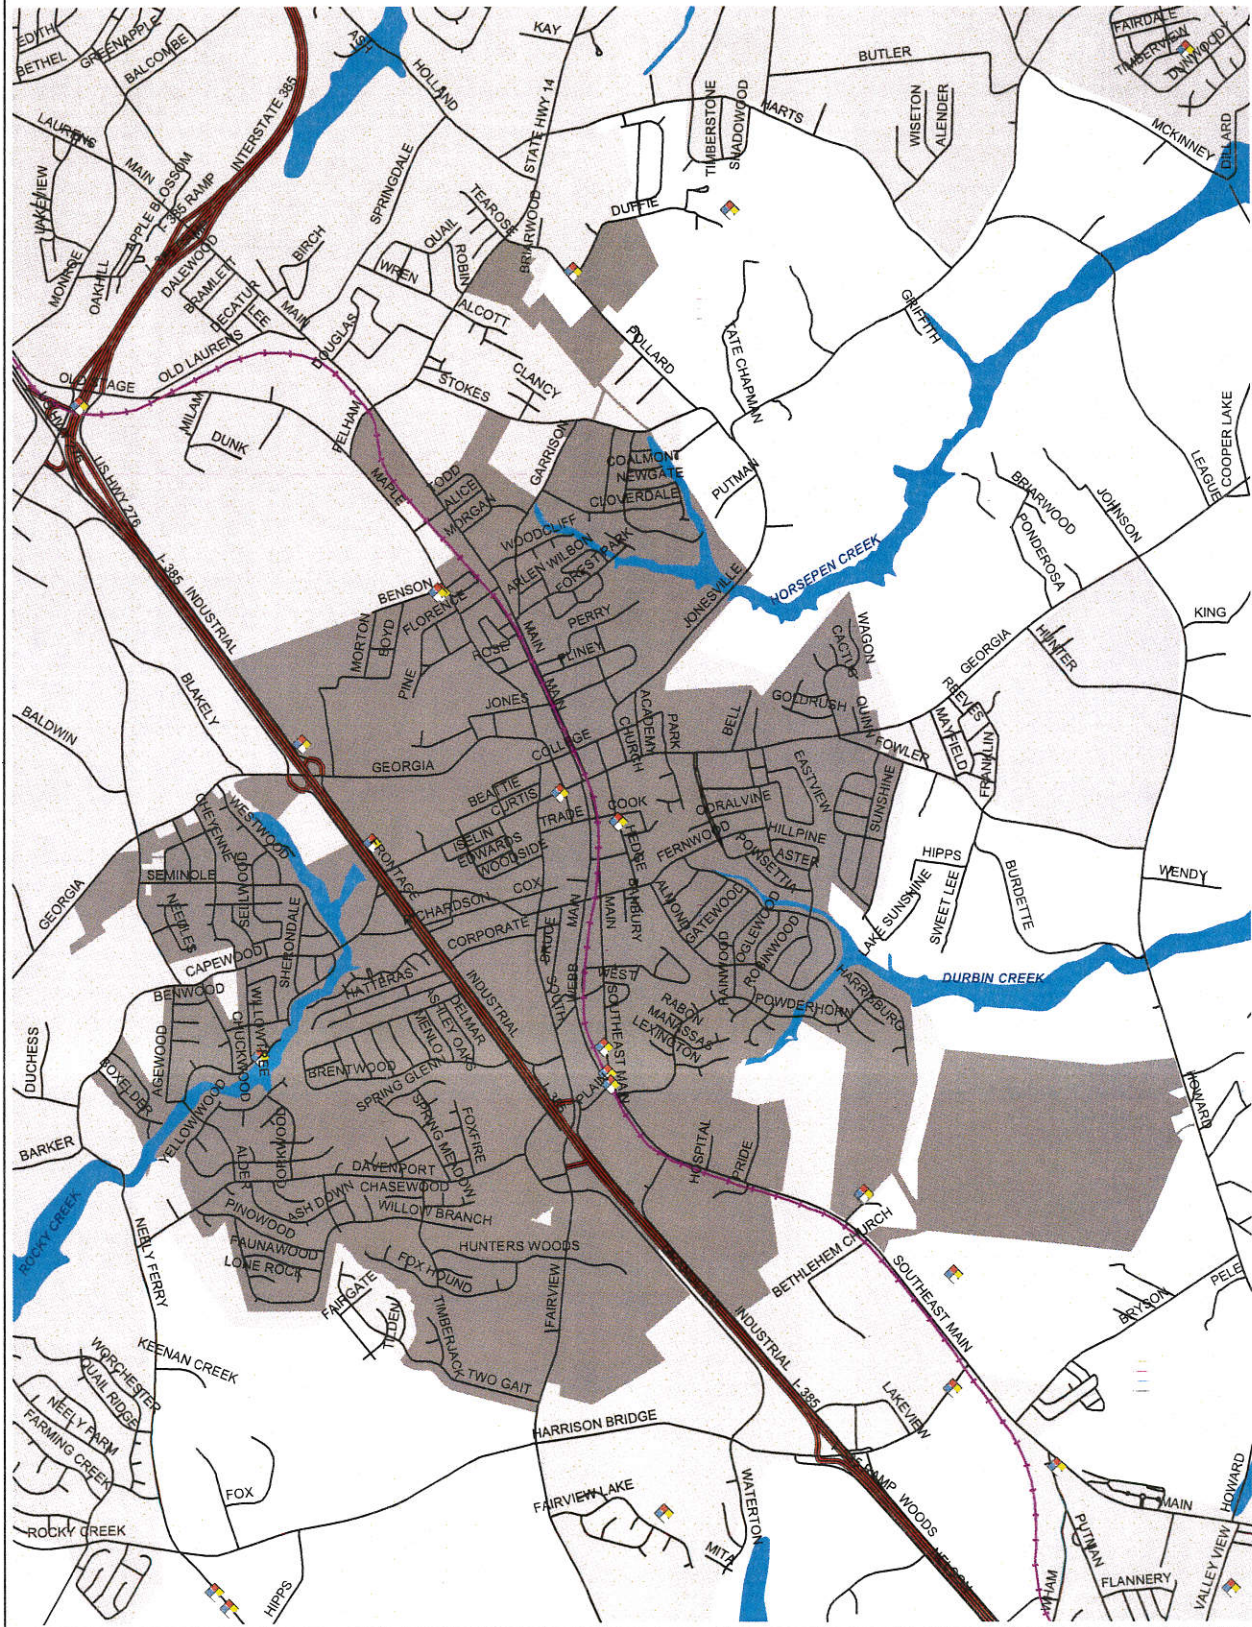 EDITH
BETHEL
GREENAPPLE
BALCOMBE
ASH
HOLLAND
KAY
STATE HWY 14
BUTLER
FAIRDALE
TIMBERVIEW
DUNWOODY
LAURENS
MAIN
INTERSTATE 385
LAKEVIEW
APPLE BLOSSOM
I- 385 RAMP
MONROE
OAKHILL
DALEWOOD
BRAMLETT
DECATUR
LEE
MAIN
BIRCH
SPRINGDALE
TEAROSE
QUAIL
ROBIN
WREN
BRIARWOOD
DUFFIE
TIMBERSTONE
SHADOWOOD
HARTS
WISETON
ALENDER
MCKINNEY
DILLARD
DOUGLAS
ALCOTT
OLD STAGE
OLD LAURENS
MILAM
DUNK
US HWY 276
PELHAM
STOKES
CLANCY
POLLARD
TATE CHAPMAN
GRIFFITH
MAPLE
TODD
ALICE
MORGAN
GARRISON
COALMONT
NEWGATE
CLOVERDALE
PUTMAN
COOPER LAKE
LEAGUE
BRIARWOOD
JOHNSON
PONDEROSA
I-385
INDUSTRIAL
BENSON
WOODCLIFF
ARLEN WILBON
FOREST PARK
HORSEPEN CREEK
FLORENCE
MORTON
BOYD
PINE
ROSE
MAIN
PERRY
PLINEY
JONESVILLE
KING
BLAKELY
BALDWIN
JONES
MAIN
ACADEMY
CHURCH
PARK
BELL
GOLDRUSH
CACTUS
WAGON
QUINN
GEORGIA
HUNTER
REEVES
MAYFIELD
FRANKLIN
FOWLER
GEORGIA
COLLEGE
BEATTIE
CURTIS
TRADE
COOK
EASTVIEW
CORALVINE
SUNSHINE
WESTWOOD
CHEYENNE
ISELIN
EDWARDS
WOODSIDE
HEDGE
FERNWOOD
HILLPINE
POINSETTIA
ASTER
HIPPS
BURDETTE
WENDY
GEORGIA
SEMINOLE
NEEDLES
SELLWOOD
SHERONDALE
FRONTAGE
COX
CORPORATE
BRUCE
MAIN
MAIN
BANBURY
ALMOND
GATEWOOD
OGLEWOOD
ROBINWOOD
RAINWOOD
LAKE SUNSHINE
SWEET LEE
CAPEWOOD
BENWOOD
HATTERAS
INDUSTRIAL
SOUTH
WEBB
WEST
SOUTHEAST MAIN
RABON
MANASSAS
LEXINGTON
POWDERHORN
HARRISBURG
DURBIN CREEK
DUCHESS
AGEWOOD
BOXELDER
CHUCKWOOD
WILLOWTREE
DELMAR
ASHLEY OAKS
MENLO
BRENTWOOD
SPRING GLENN
PLAIN
HOWARD
BARKER
YELLOW WOOD
ALDER
CORKWOOD
SPRING MEADOW
FOXFIRE
HOSPITAL
PRIDE
ROCKY CREEK
DAVENPORT
CHASEWOOD
ASH DOWN
WILLOW BRANCH
PINOWOOD
FAUNAWOOD
LONE ROCK
NEELY FERRY
FOX HOUND
HUNTERS WOODS
FAIRVIEW
BETHLEHEM CHURCH
SOUTHEAST MAIN
BRYSON
PELE
FAIRGATE
TILDEN
TIMBERJACK
TWO GAIT
INDUSTRIAL
I- 385
LAKEVIEW
WORCHESTER
QUAIL RIDGE
KEENAN CREEK
NEELY FARM
FARMING CREEK
HARRISON BRIDGE
FOX
FAIRVIEW LAKE
WATERTON
RAMP
WOODS
ROCKY CREEK
MITA
HIPPS
MAIN
HOWARD
PUTMAN
FLANNERY
VALLEY VIEW